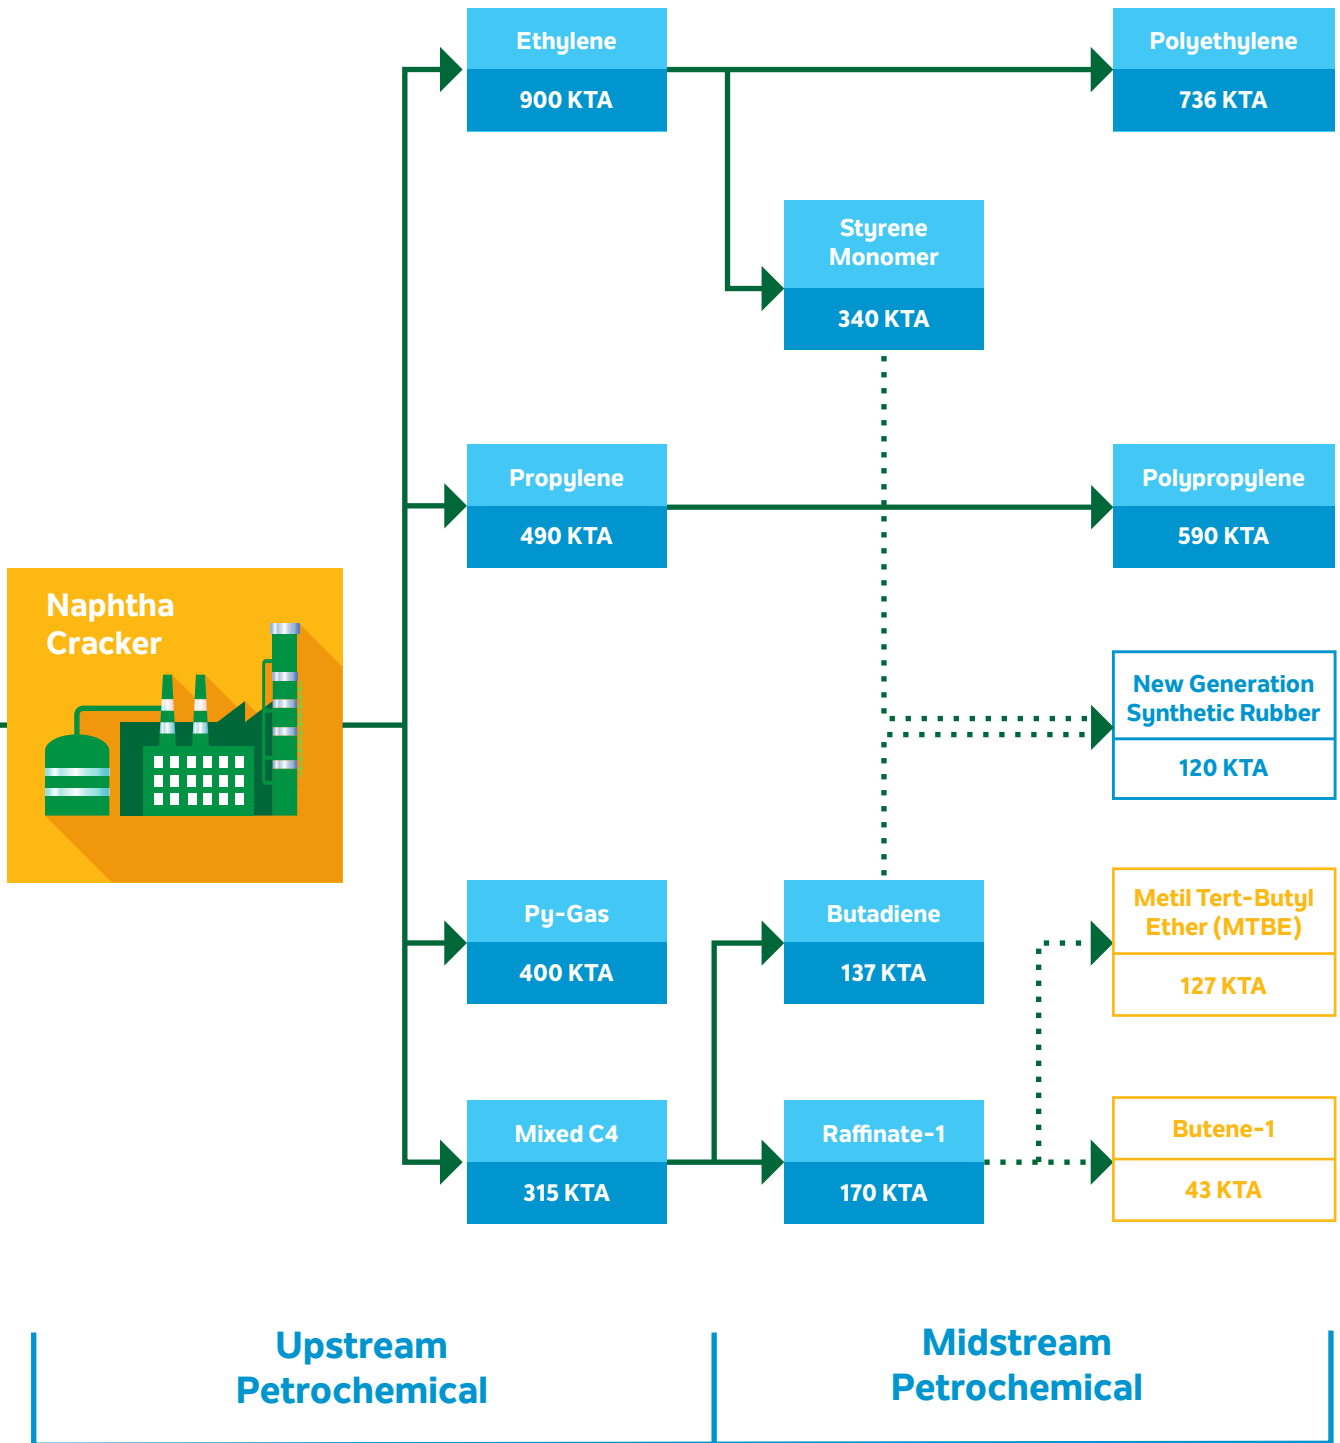 Ethylene
900 KTA
Polyethylene
736 KTA
Styrene
Monomer
340 KTA
Propylene
490 KTA
Polypropylene
590 KTA
Naphtha
Cracker
New Generation
Synthetic Rubber
120 KTA
Py-Gas
400 KTA
Butadiene
137 KTA
Metil Tert-Butyl
Ether (MTBE)
127 KTA
Mixed C4
315 KTA
Raffinate-1
170 KTA
Butene-1
43 KTA
Upstream
Petrochemical
Midstream
Petrochemical